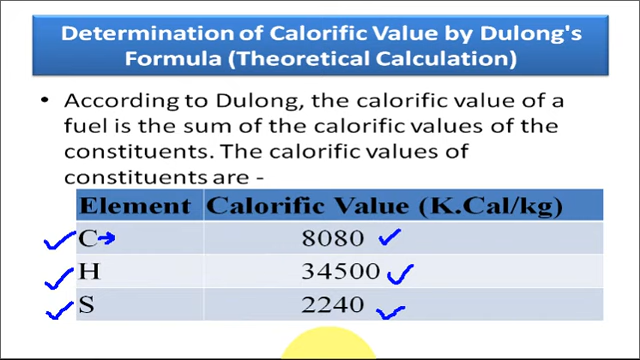 Determination of Calorific Value by Dulong's
Formula (Theoretical Calculation)
• According to Dulong, the calorific value of a
fuel is the sum of the calorific values of the
constituents. The calorific values of
constituents are -
Element Calorific Value (K.Cal/kg)
C 8080
H 34500
S 2240